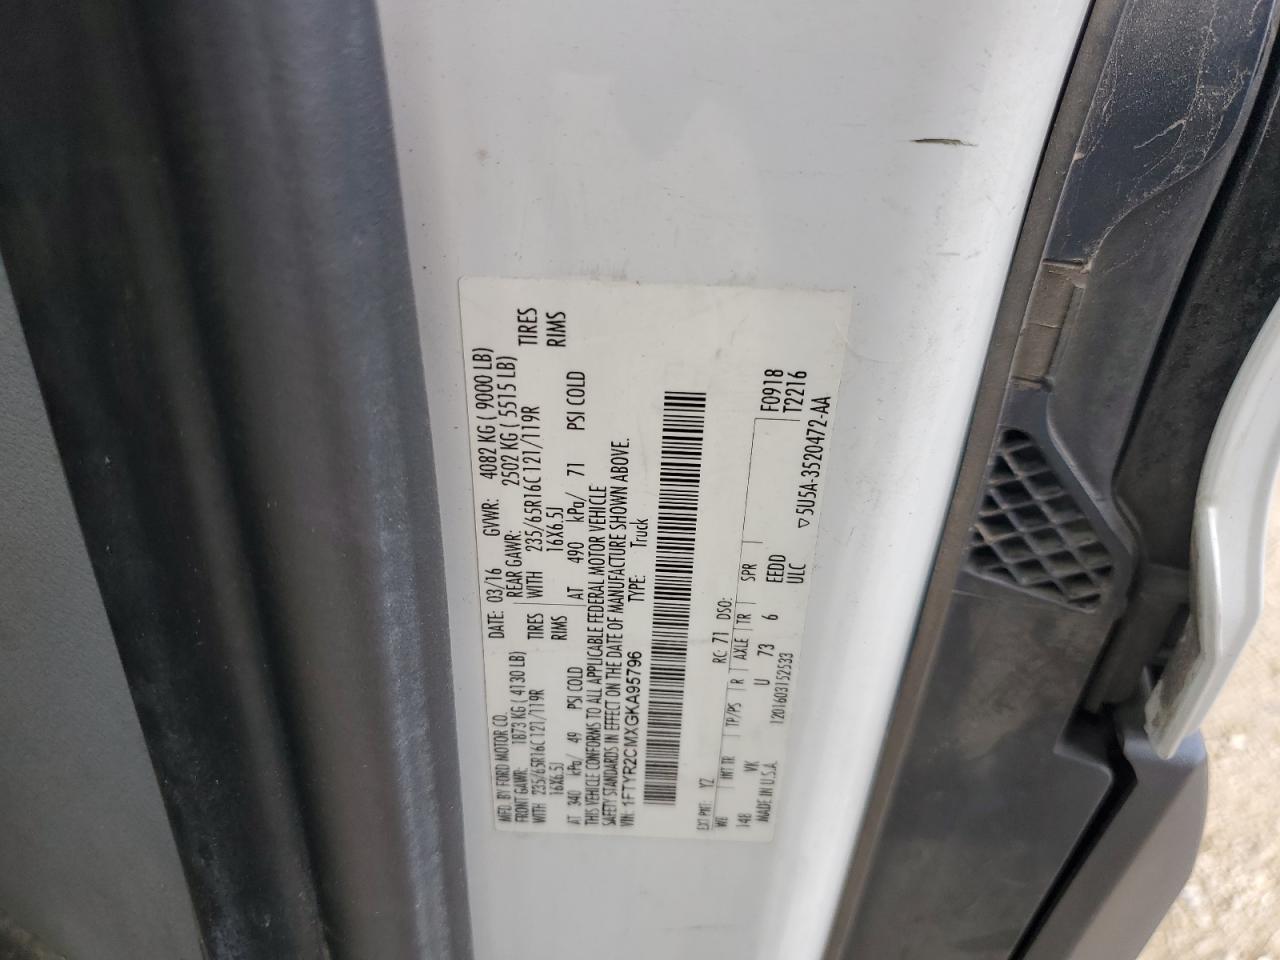 MFD. BY FORD MOTOR CO.
DATE: 03/16 GVWR: 4082 KG ( 9000 LB)
FRONT GAWR: 1873 KG ( 4130 LB) REAR GAWR: 2502 KG ( 5515 LB)
WITH 235/65R16C 121/119R TIRES WITH 235/65R16C 121/119R TIRES
16X6.5J RIMS 16X6.5J RIMS
AT 340 kPa/ 49 PSI COLD AT 490 kPa/ 71 PSI COLD
THIS VEHICLE CONFORMS TO ALL APPLICABLE FEDERAL MOTOR VEHICLE
SAFETY STANDARDS IN EFFECT ON THE DATE OF MANUFACTURE SHOWN ABOVE.
VIN: 1FTYR2CMXGKA95796 TYPE: Truck
EXT PNT: YZ RC: 71 DSO:
WB INT TR TP/PS R AXLE TR SPR F0918
148 VK U 73 6 EEDD T2216
MADE IN U.S.A. 1201603152533 ULC
▽5U5A-3520472-AA